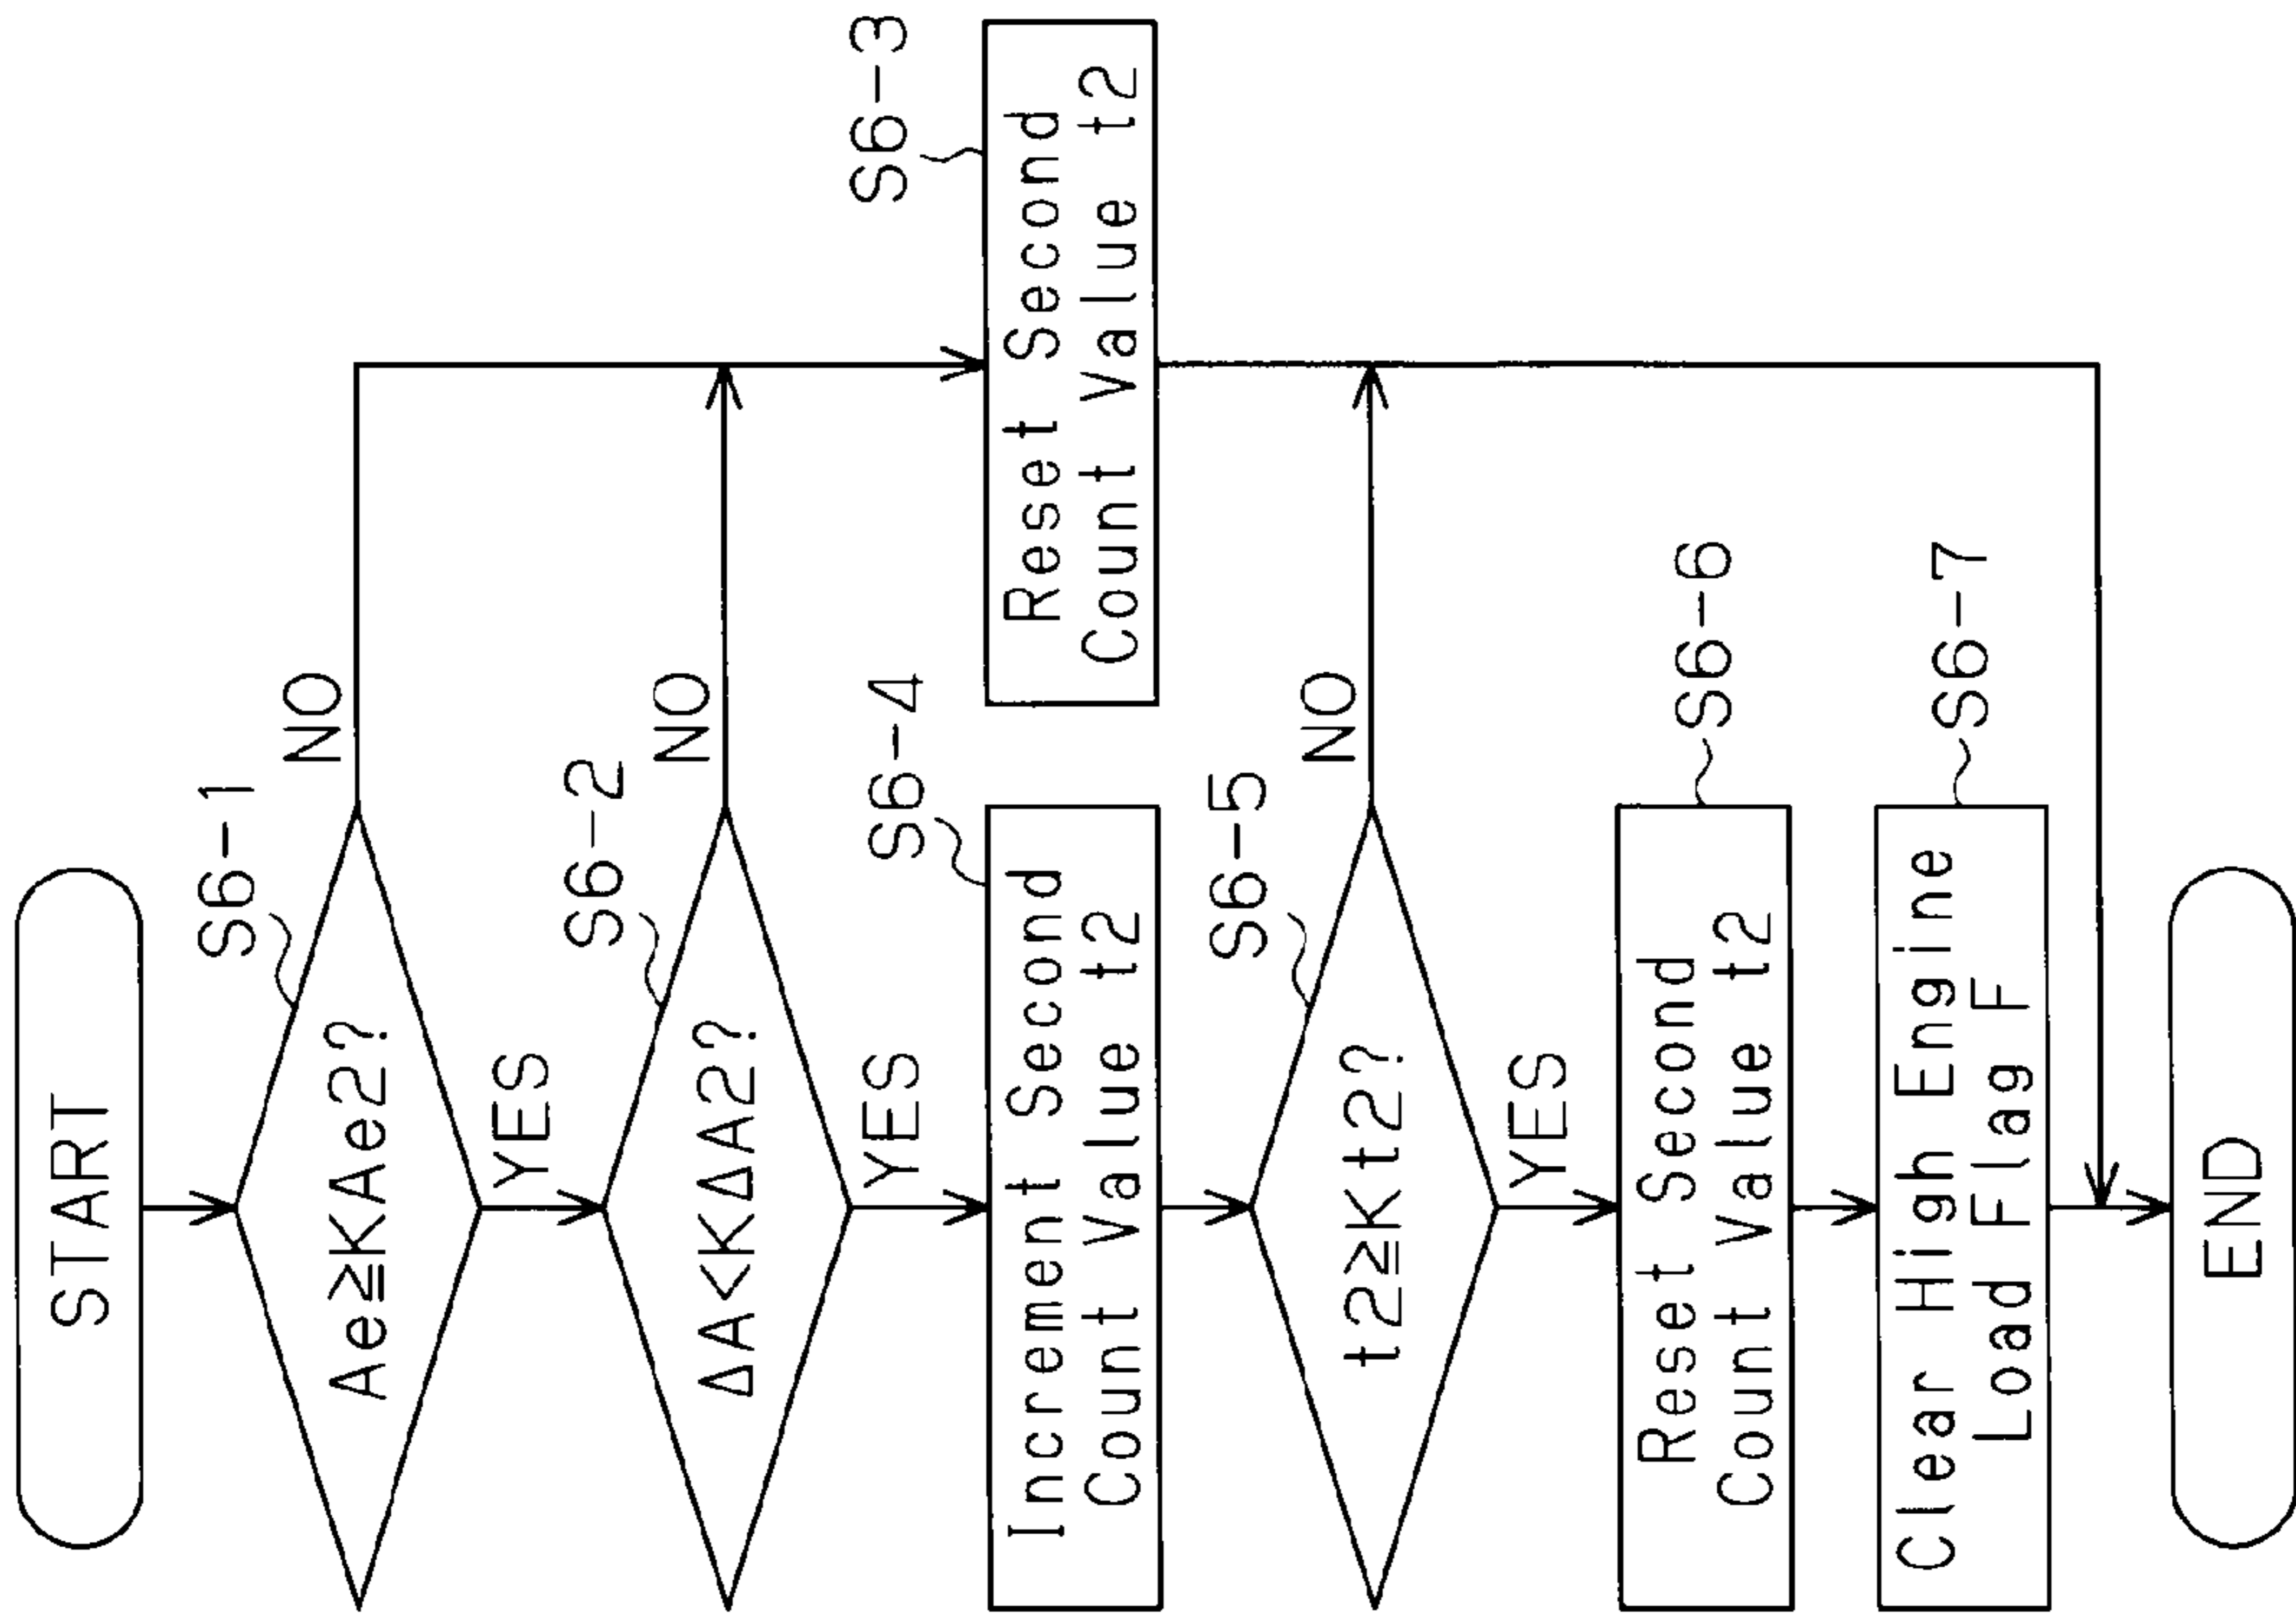 START
S6-1
Ae≧KAe2?
NO
YES
S6-2
ΔA<KΔA2?
NO
YES
S6-3
Reset Second
Count Value t2
S6-4
Increment Second
Count Value t2
S6-5
t2≧Kt2?
NO
YES
S6-6
Reset Second
Count Value t2
S6-7
Clear High Engine
Load Flag F
END